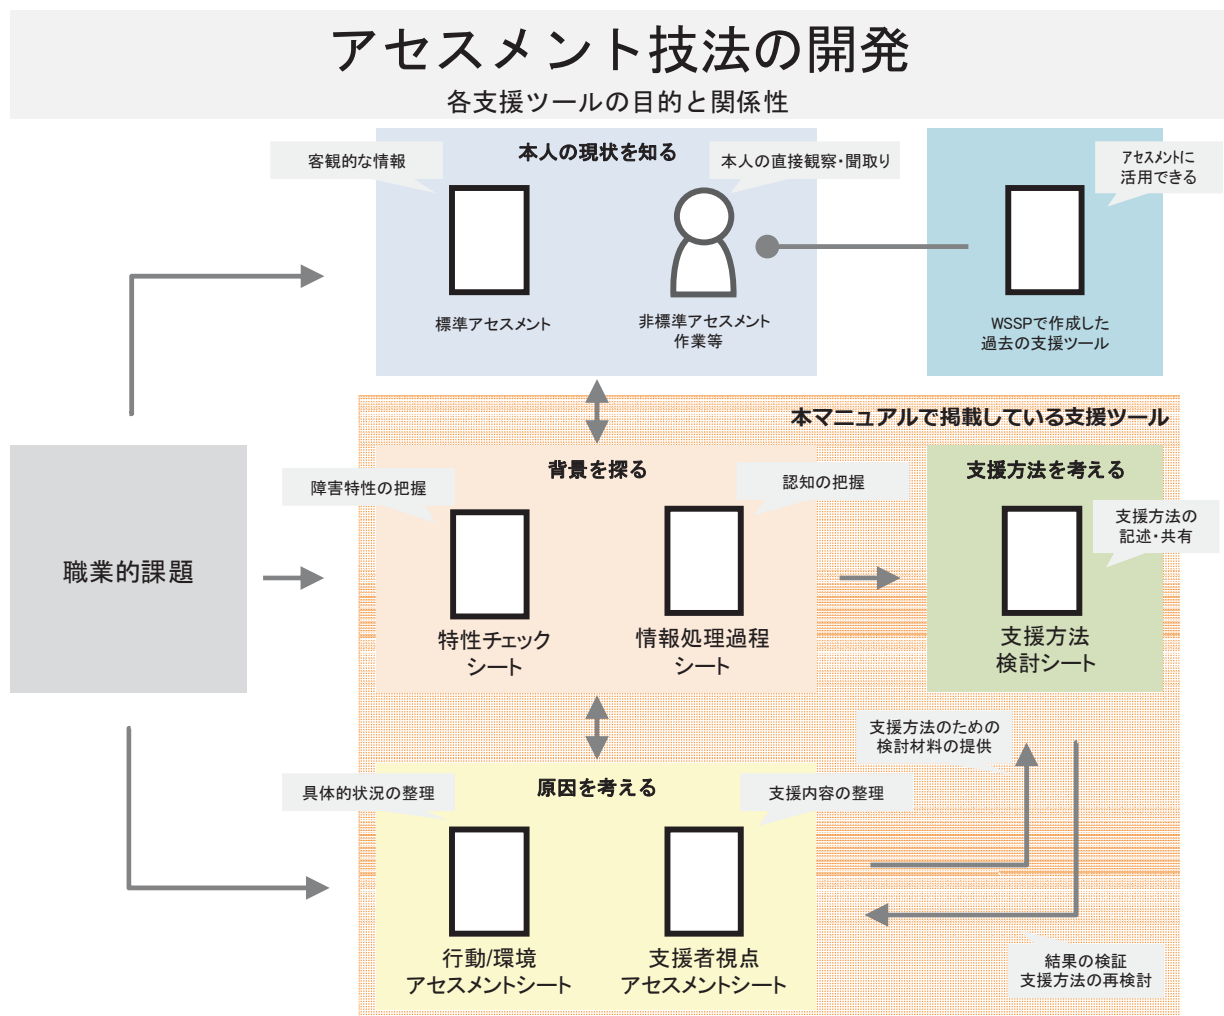 アセスメント技法の開発
各支援ツールの目的と関係性
本人の現状を知る
客観的な情報
本人の直接観察・聞取り
アセスメントに
活用できる
標準アセスメント
非標準アセスメント
作業等
WSSPで作成した
過去の支援ツール
本マニュアルで掲載している支援ツール
背景を探る
支援方法を考える
障害特性の把握
認知の把握
支援方法の
記述・共有
職業的課題
特性チェック
シート
情報処理過程
シート
支援方法
検討シート
支援方法のための
検討材料の提供
原因を考える
具体的状況の整理
支援内容の整理
行動/環境
アセスメントシート
支援者視点
アセスメントシート
結果の検証
支援方法の再検討